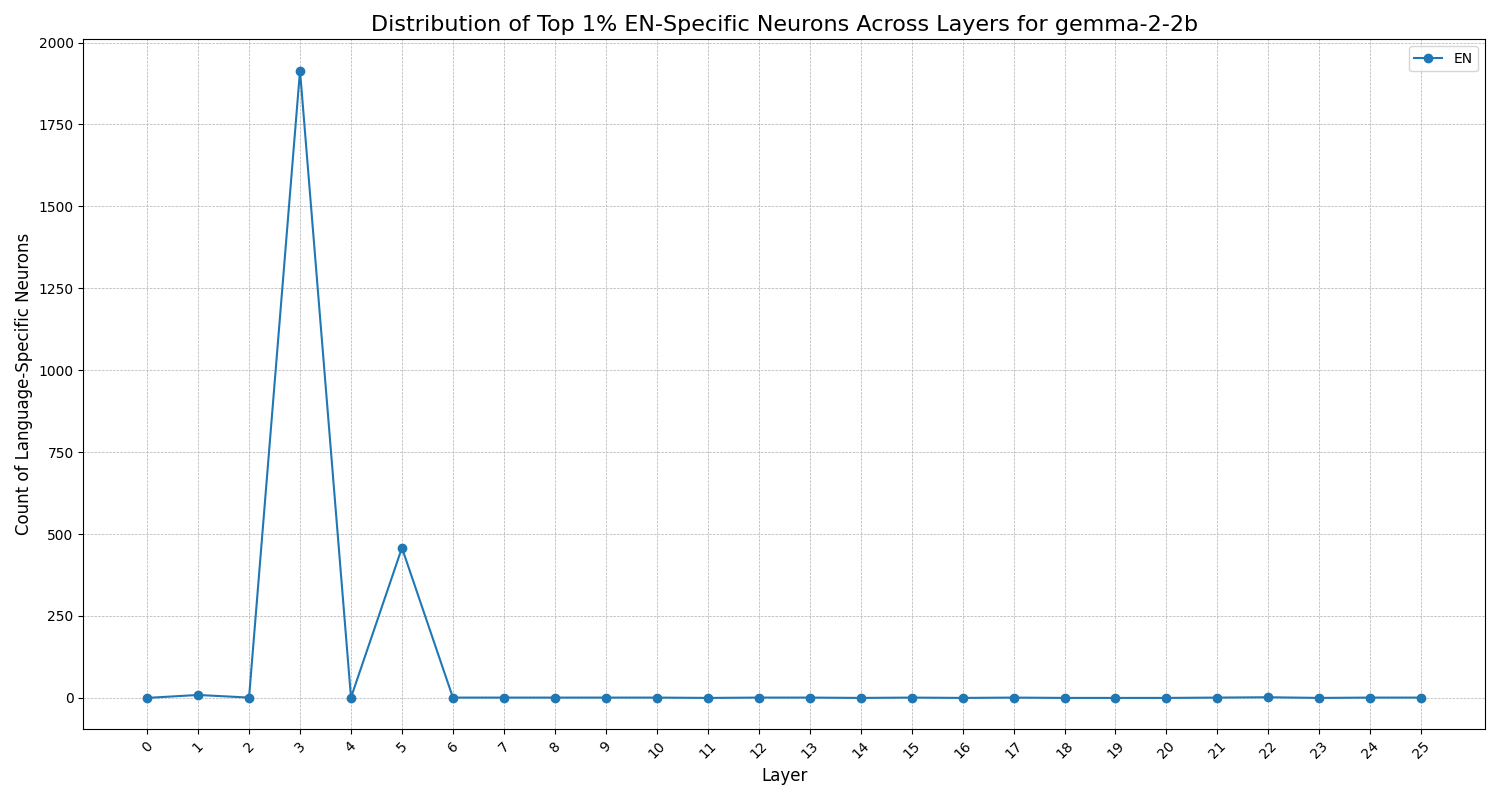 Distribution of Top 1% EN-Specific Neurons Across Layers for gemma-2-2b
EN
2000
1750
1500
1250
1000
750
500
250
0
Count of Language-Specific Neurons
0 1 2 3 4 5 6 7 8 9 10 11 12 13 14 15 16 17 18 19 20 21 22 23 24 25
Layer